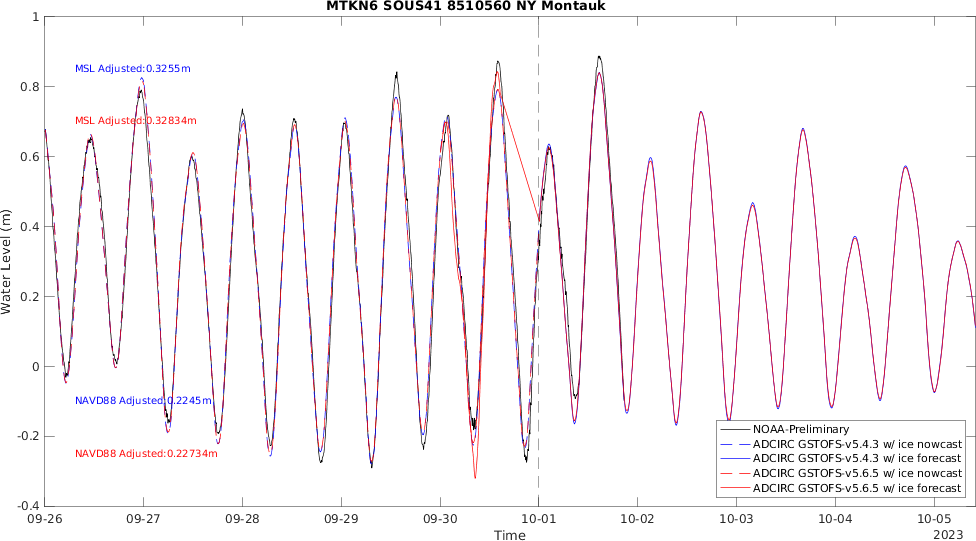 MTKN6 SOUS41 8510560 NY Montauk
1
0.8
0.6
0.4
0.2
0
-0.2
-0.4
Water Level (m)
MSL Adjusted:0.3255m
MSL Adjusted:0.32834m
NAVD88 Adjusted:0.2245m
NAVD88 Adjusted:0.22734m
NOAA-Preliminary
ADCIRC GSTOFS-v5.4.3 w/ ice nowcast
ADCIRC GSTOFS-v5.4.3 w/ ice forecast
ADCIRC GSTOFS-v5.6.5 w/ ice nowcast
ADCIRC GSTOFS-v5.6.5 w/ ice forecast
09-26 09-27 09-28 09-29 09-30 10-01 10-02 10-03 10-04 10-05
Time
2023